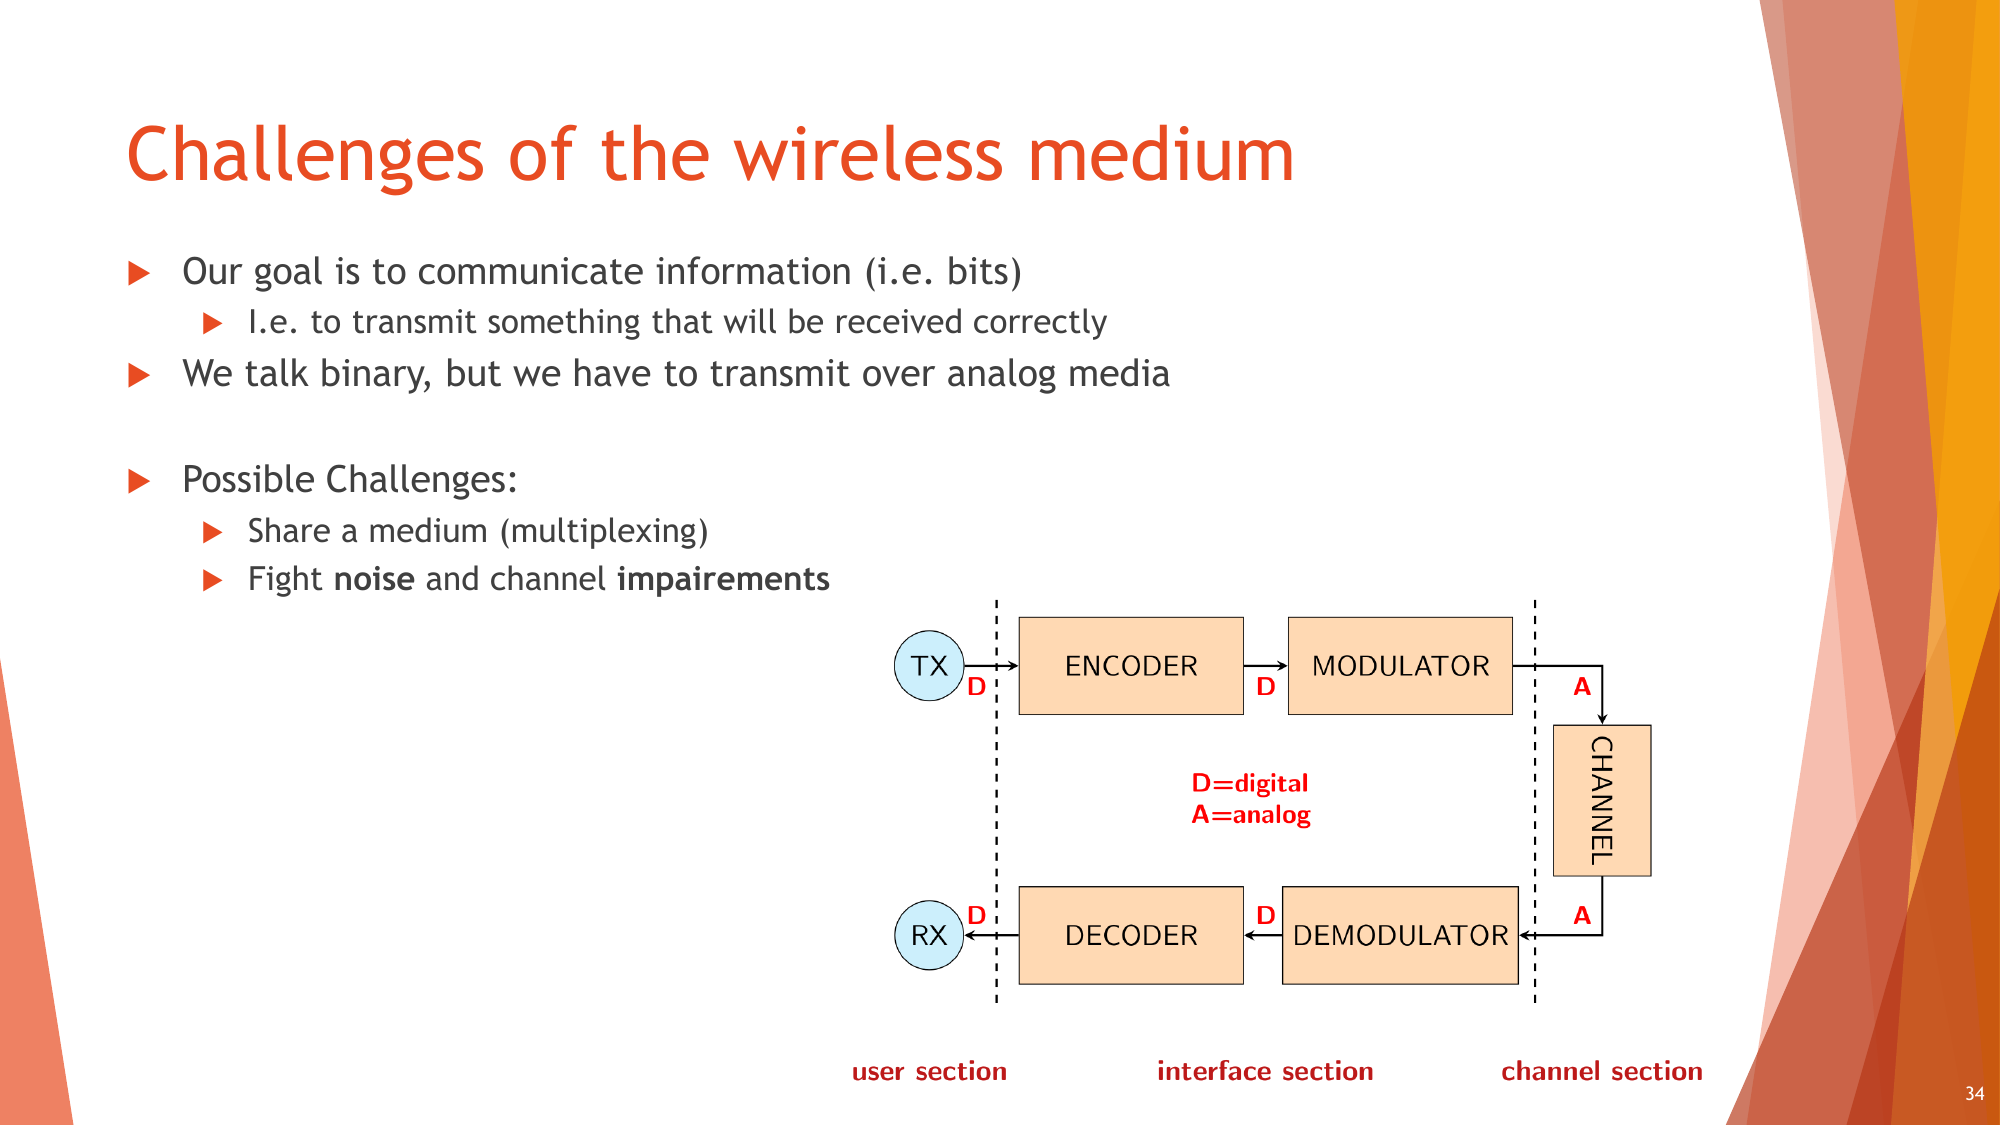 Challenges of the wireless medium
Our goal is to communicate information (i.e. bits)
I.e. to transmit something that will be received correctly
We talk binary, but we have to transmit over analog media
Possible Challenges:
Share a medium (multiplexing)
Fight noise and channel impairements
TX
D
ENCODER
D
MODULATOR
A
CHANNEL
D=digital
A=analog
RX
D
DECODER
D
DEMODULATOR
A
user section
interface section
channel section
34